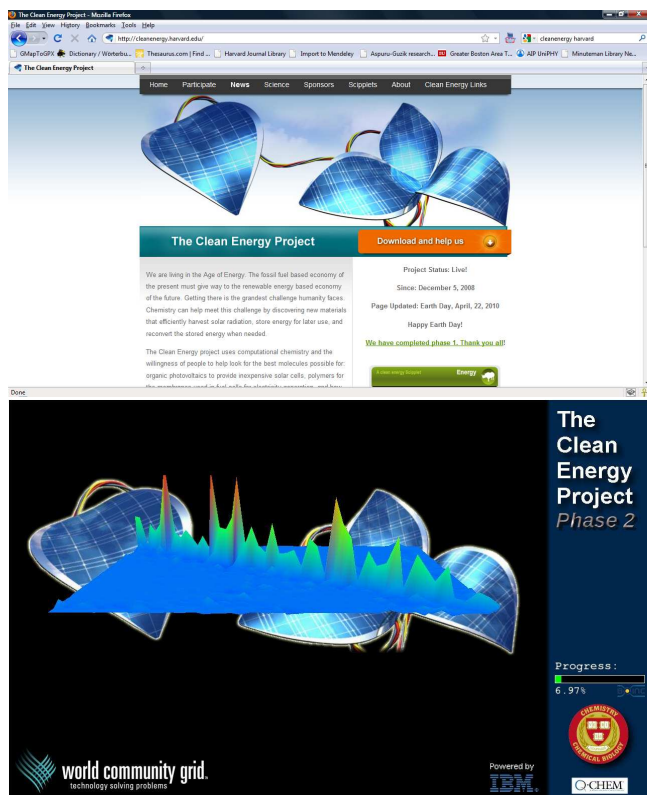 The Clean Energy Project - Mozilla Firefox
File Edit View History Bookmarks Tools Help
http://cleanenergy.harvard.edu/
cleanenergy harvard
GMapToGPX Dictionary / Wörterbu... Thesaurus.com | Find ... Harvard Journal Library Import to Mendeley Aspuru-Guzik research... Greater Boston Area T... AIP UniPHY Minuteman Library Ne...
The Clean Energy Project
Home Participate News Science Sponsors Scipplets About Clean Energy Links
The Clean Energy Project
Download and help us
We are living in the Age of Energy. The fossil fuel based economy of
the present must give way to the renewable energy based economy
of the future. Getting there is the grandest challenge humanity faces.
Chemistry can help meet this challenge by discovering new materials
that efficiently harvest solar radiation, store energy for later use, and
reconvert the stored energy when needed.
The Clean Energy project uses computational chemistry and the
willingness of people to help look for the best molecules possible for:
organic photovoltaics to provide inexpensive solar cells, polymers for
Project Status: Live!
Since: December 5, 2008
Page Updated: Earth Day, April, 22, 2010
Happy Earth Day!
We have completed phase 1, Thank you all!
Energy
Done
The
Clean
Energy
Project
Phase 2
Progress:
6.97%
CHEMISTRY
CHEMICAL BIOLOGY
Q-CHEM
world community grid
technology solving problems
Powered by
IBM